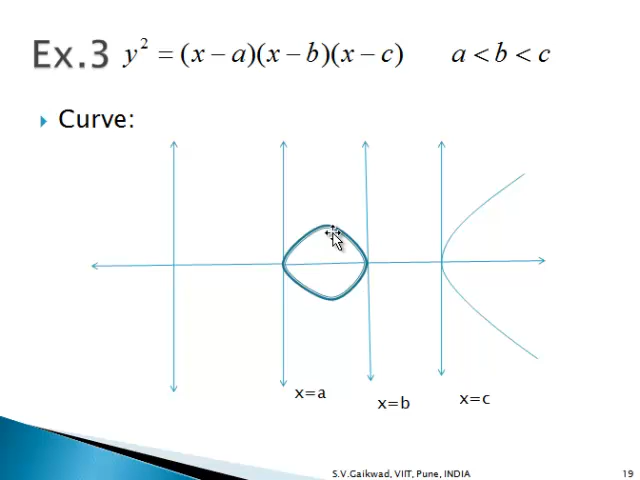 Ex.3 y² = (x − a)(x − b)(x − c) a < b < c
Curve:
x=a
x=b
x=c
S.V.Gaikwad, VIIT, Pune, INDIA 19